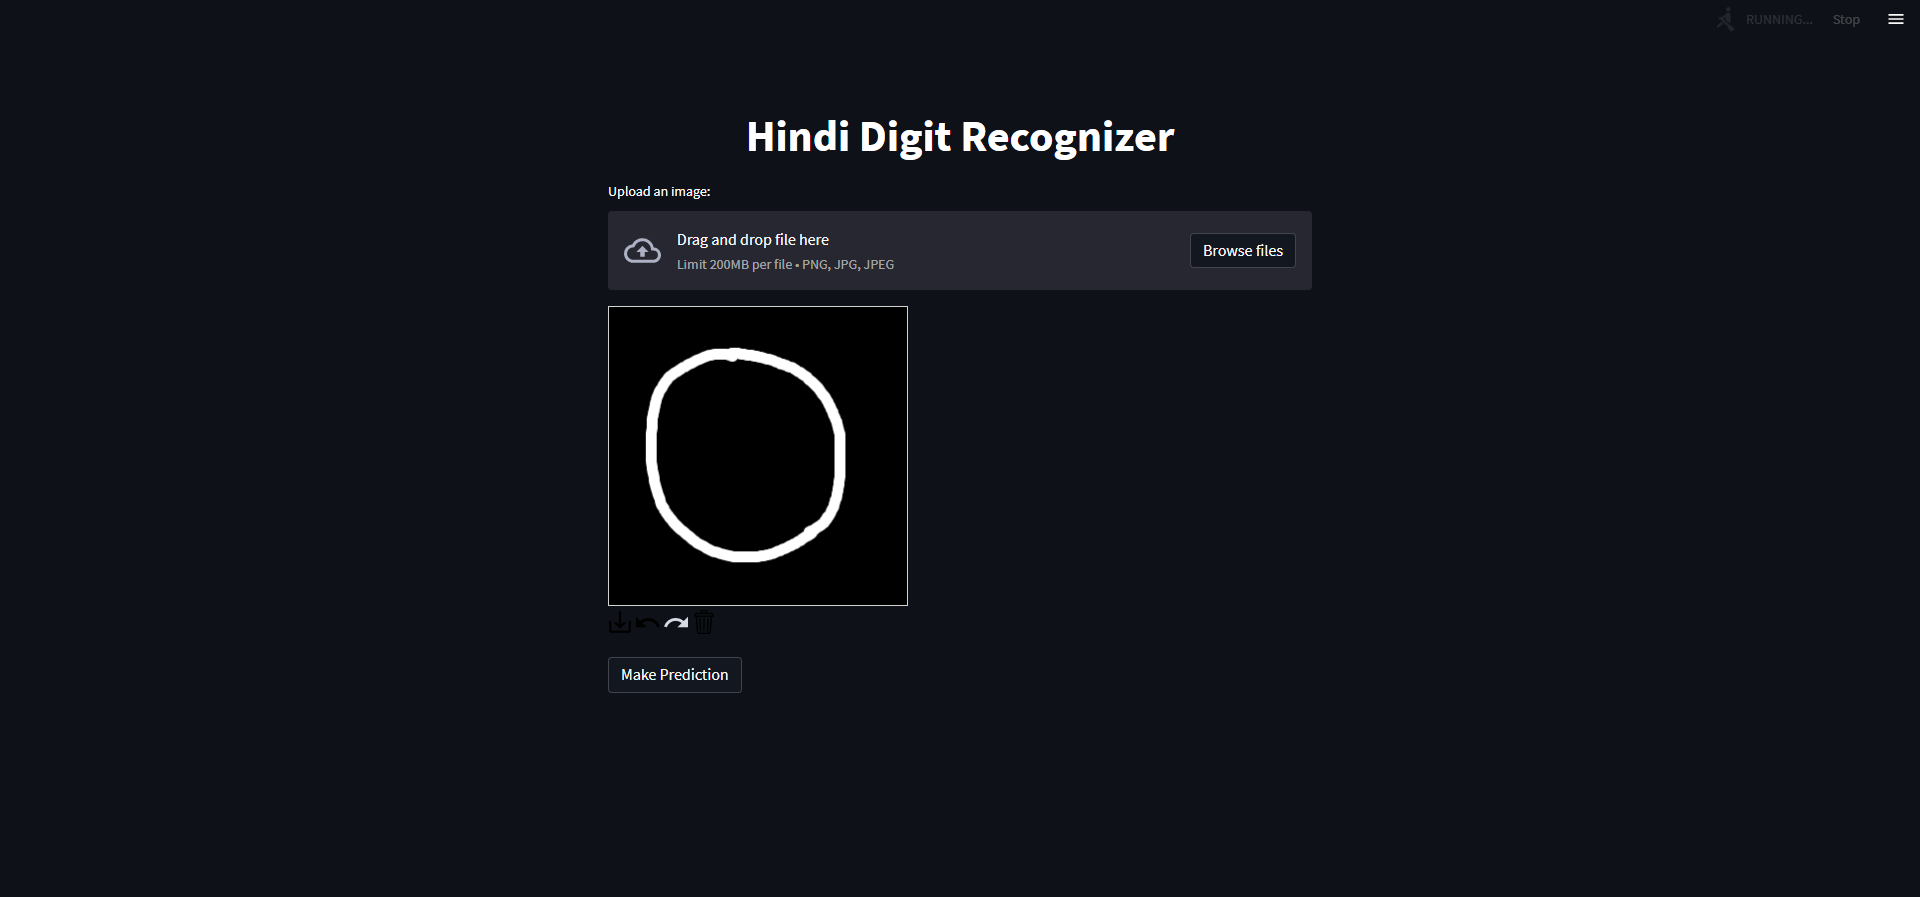 RUNNING...
Stop
Hindi Digit Recognizer
Upload an image:
Drag and drop file here
Limit 200MB per file • PNG, JPG, JPEG
Browse files
०
Make Prediction